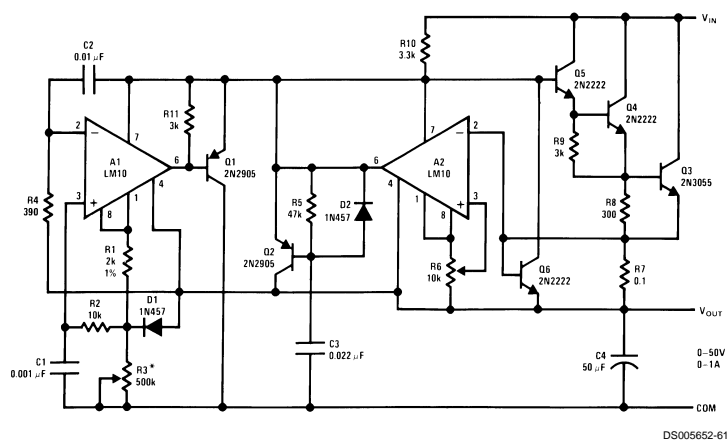 C2
0.01 μF
R10
3.3k
VIN
Q5
2N2222
Q4
2N2222
R11
3k
R9
3k
2
7
A1
LM10
6
3
8
1
4
Q1
2N2905
R5
47k
D2
1N457
6
7
2
A2
LM10
4
1
8
3
Q3
2N3055
R4
390
R8
300
R1
2k
1%
Q2
2N2905
R6
10k
Q6
2N2222
R7
0.1
R2
10k
D1
1N457
VOUT
C1
0.001 μF
R3*
500k
C3
0.022 μF
C4
50 μF
0–50V
0–1A
COM
DS005652-61